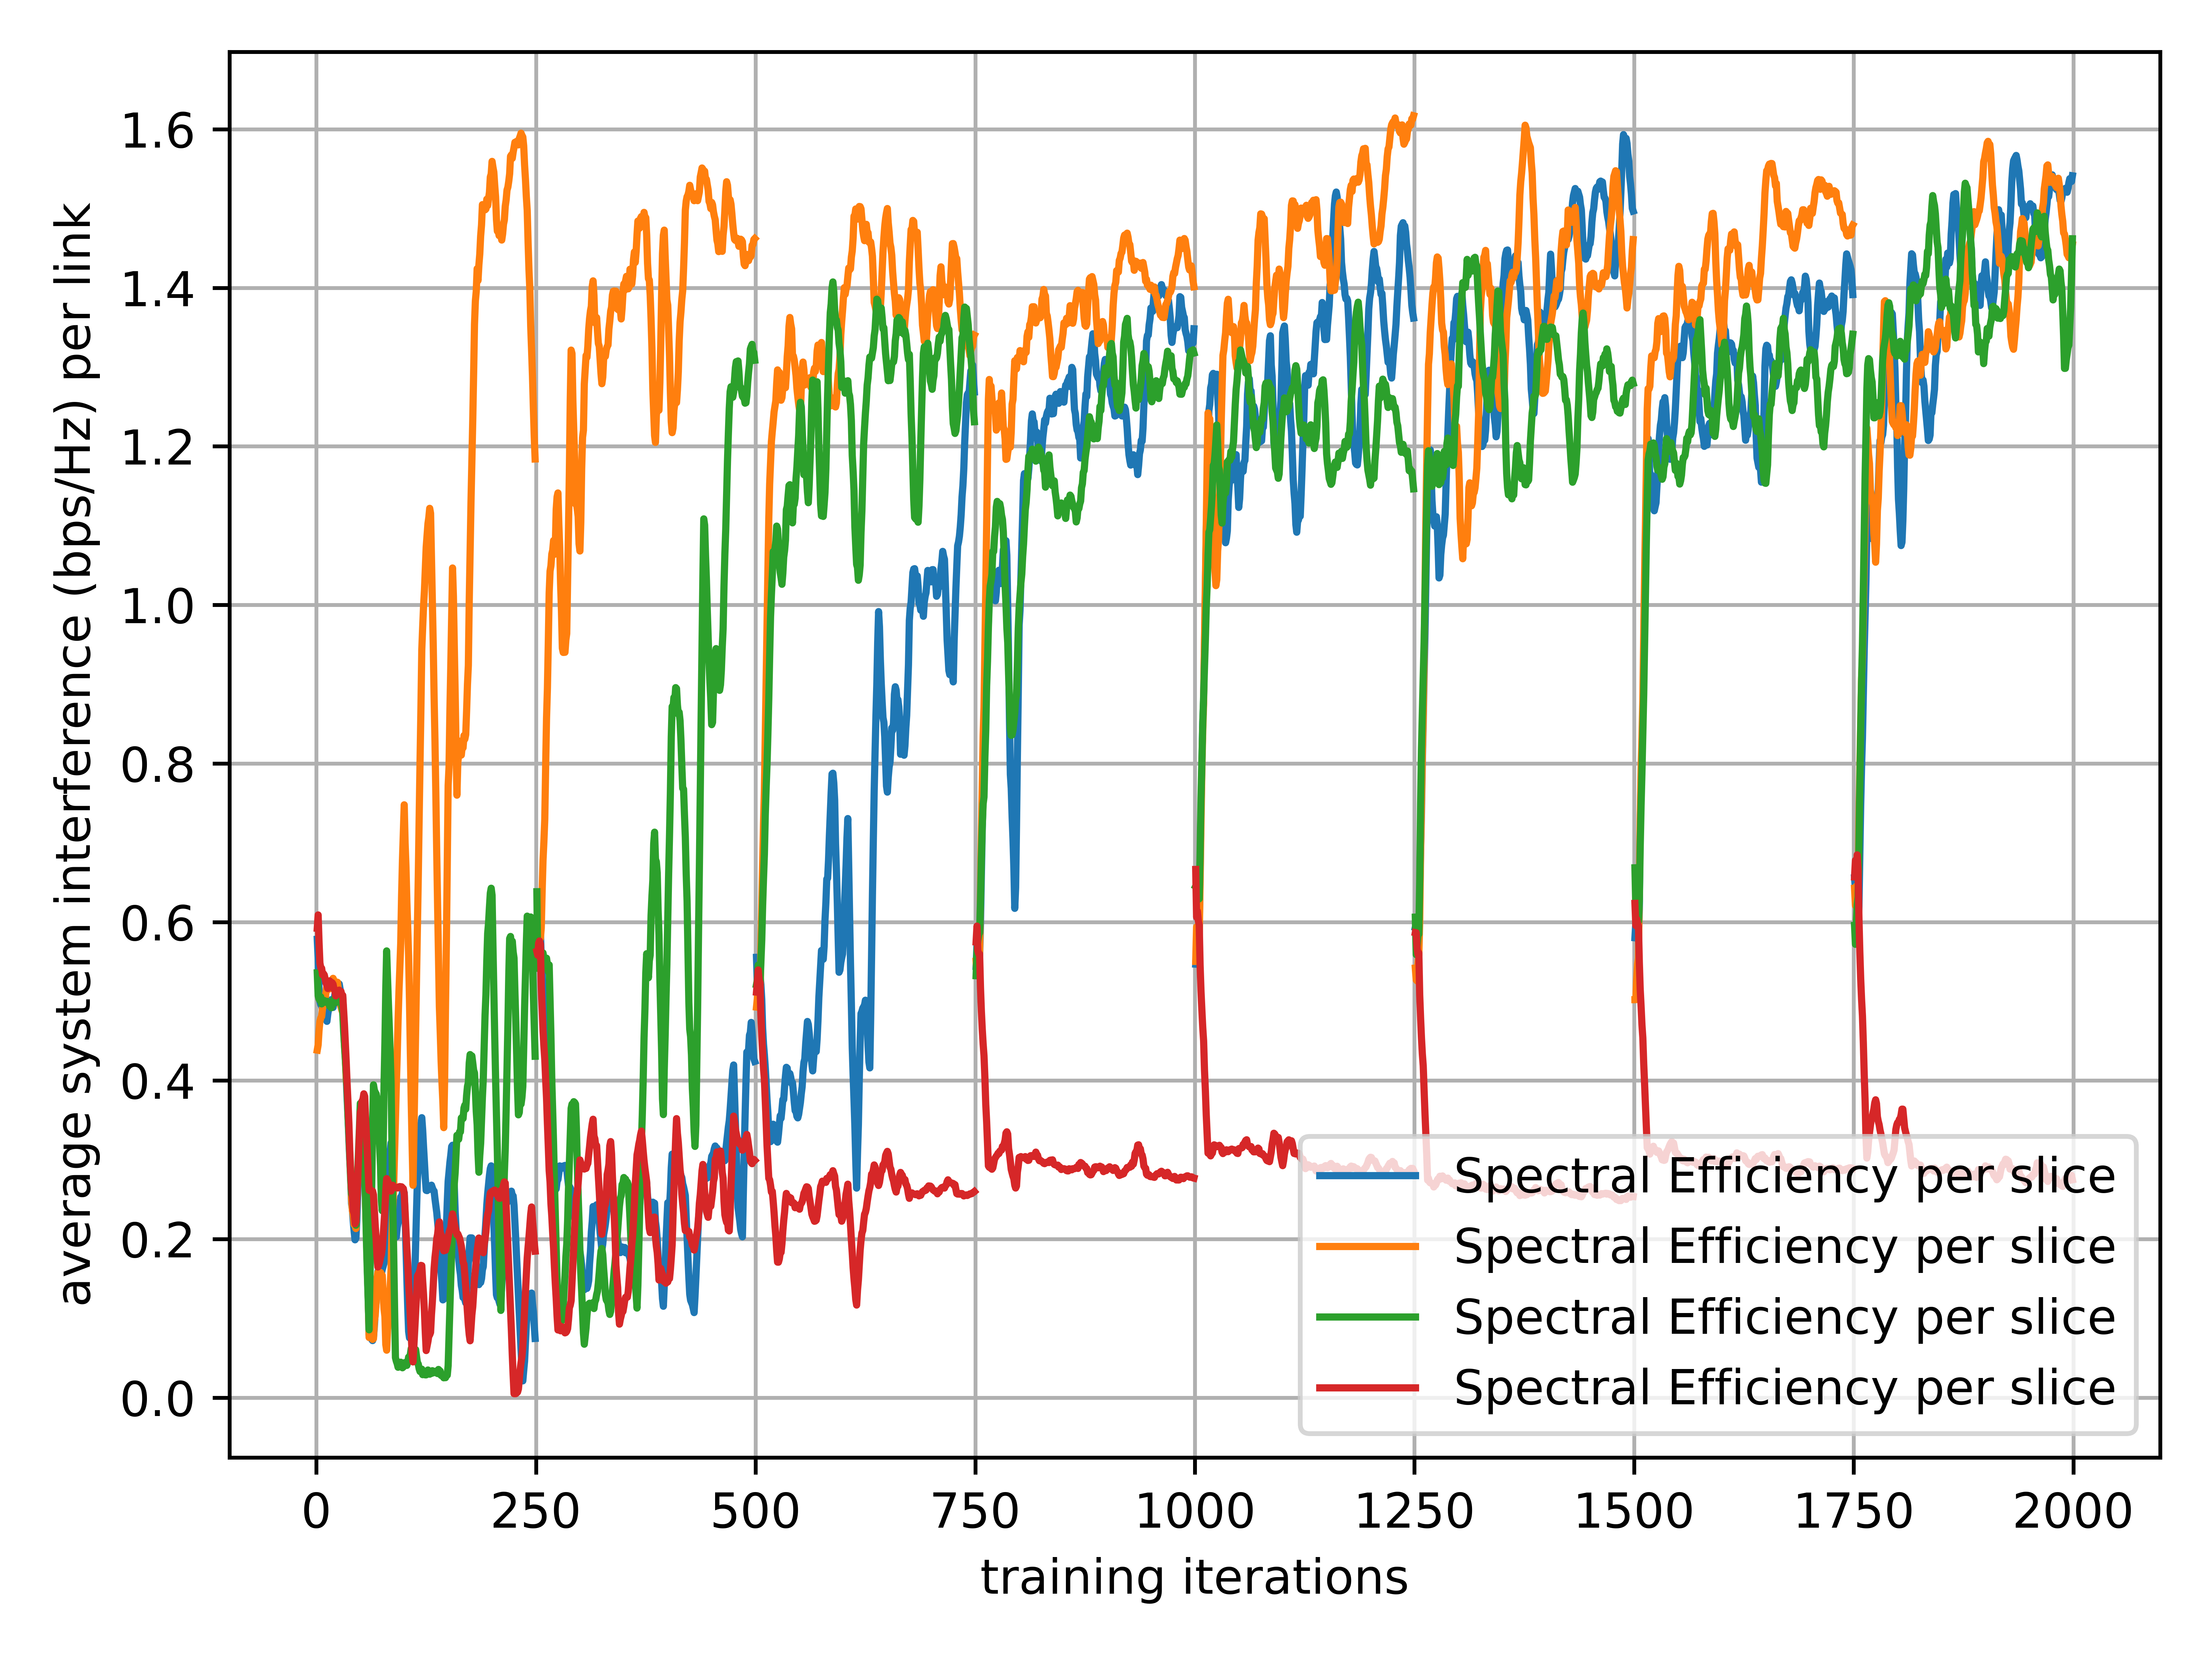 1.6
1.4
1.2
1.0
0.8
0.6
0.4
0.2
0.0
average system interference (bps/Hz) per link
Spectral Efficiency per slice
Spectral Efficiency per slice
Spectral Efficiency per slice
Spectral Efficiency per slice
0 250 500 750 1000 1250 1500 1750 2000
training iterations